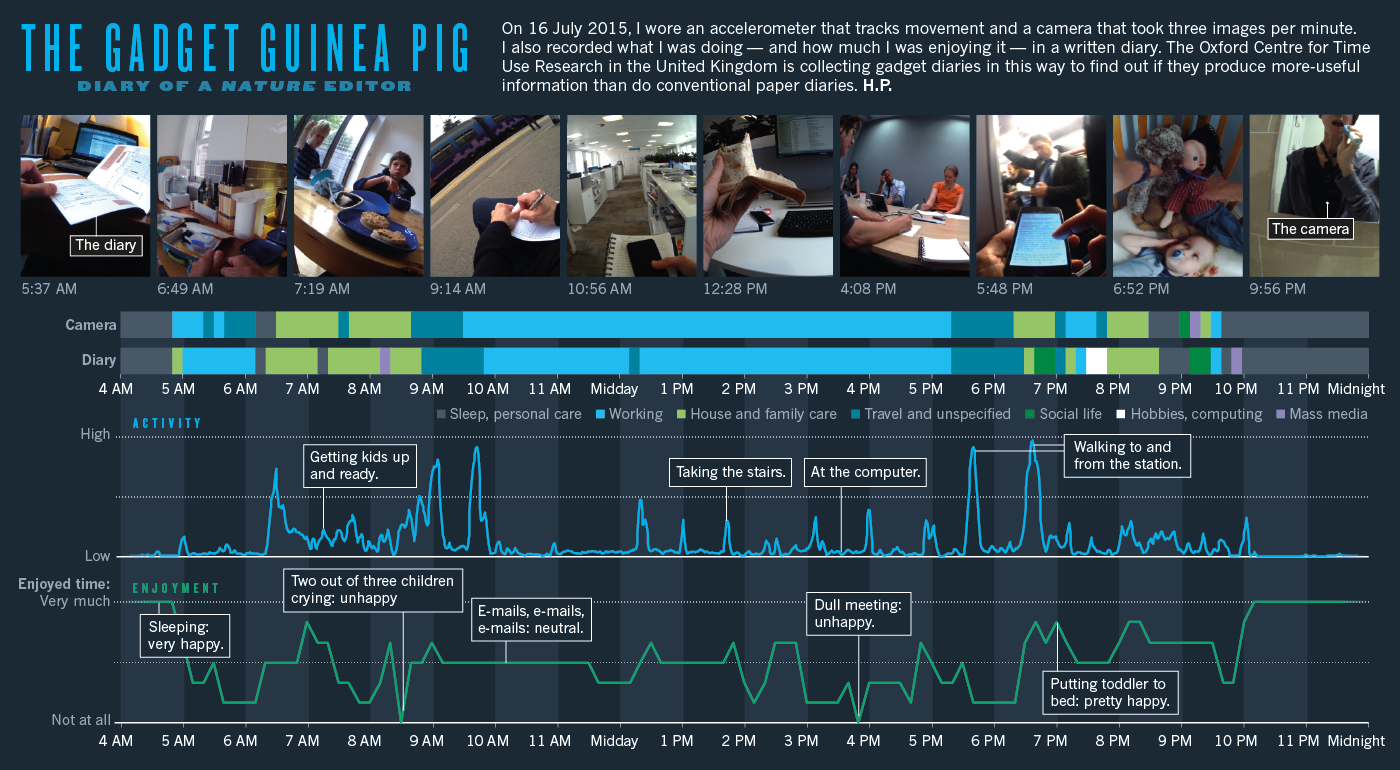 THE GADGET GUINEA PIG
DIARY OF A NATURE EDITOR
On 16 July 2015, I wore an accelerometer that tracks movement and a camera that took three images per minute.
I also recorded what I was doing — and how much I was enjoying it — in a written diary. The Oxford Centre for Time
Use Research in the United Kingdom is collecting gadget diaries in this way to find out if they produce more-useful
information than do conventional paper diaries. H.P.
The diary
The camera
5:37 AM
6:49 AM
7:19 AM
9:14 AM
10:56 AM
12:28 PM
4:08 PM
5:48 PM
6:52 PM
9:56 PM
Camera
Diary
4 AM 5 AM 6 AM 7 AM 8 AM 9 AM 10 AM 11 AM Midday 1 PM 2 PM 3 PM 4 PM 5 PM 6 PM 7 PM 8 PM 9 PM 10 PM 11 PM Midnight
Sleep, personal care Working House and family care Travel and unspecified Social life Hobbies, computing Mass media
ACTIVITY
High
Low
Getting kids up
and ready.
Taking the stairs.
At the computer.
Walking to and
from the station.
Enjoyed time:
Very much
Not at all
ENJOYMENT
Sleeping:
very happy.
Two out of three children
crying: unhappy
E-mails, e-mails,
e-mails: neutral.
Dull meeting:
unhappy.
Putting toddler to
bed: pretty happy.
4 AM 5 AM 6 AM 7 AM 8 AM 9 AM 10 AM 11 AM Midday 1 PM 2 PM 3 PM 4 PM 5 PM 6 PM 7 PM 8 PM 9 PM 10 PM 11 PM Midnight